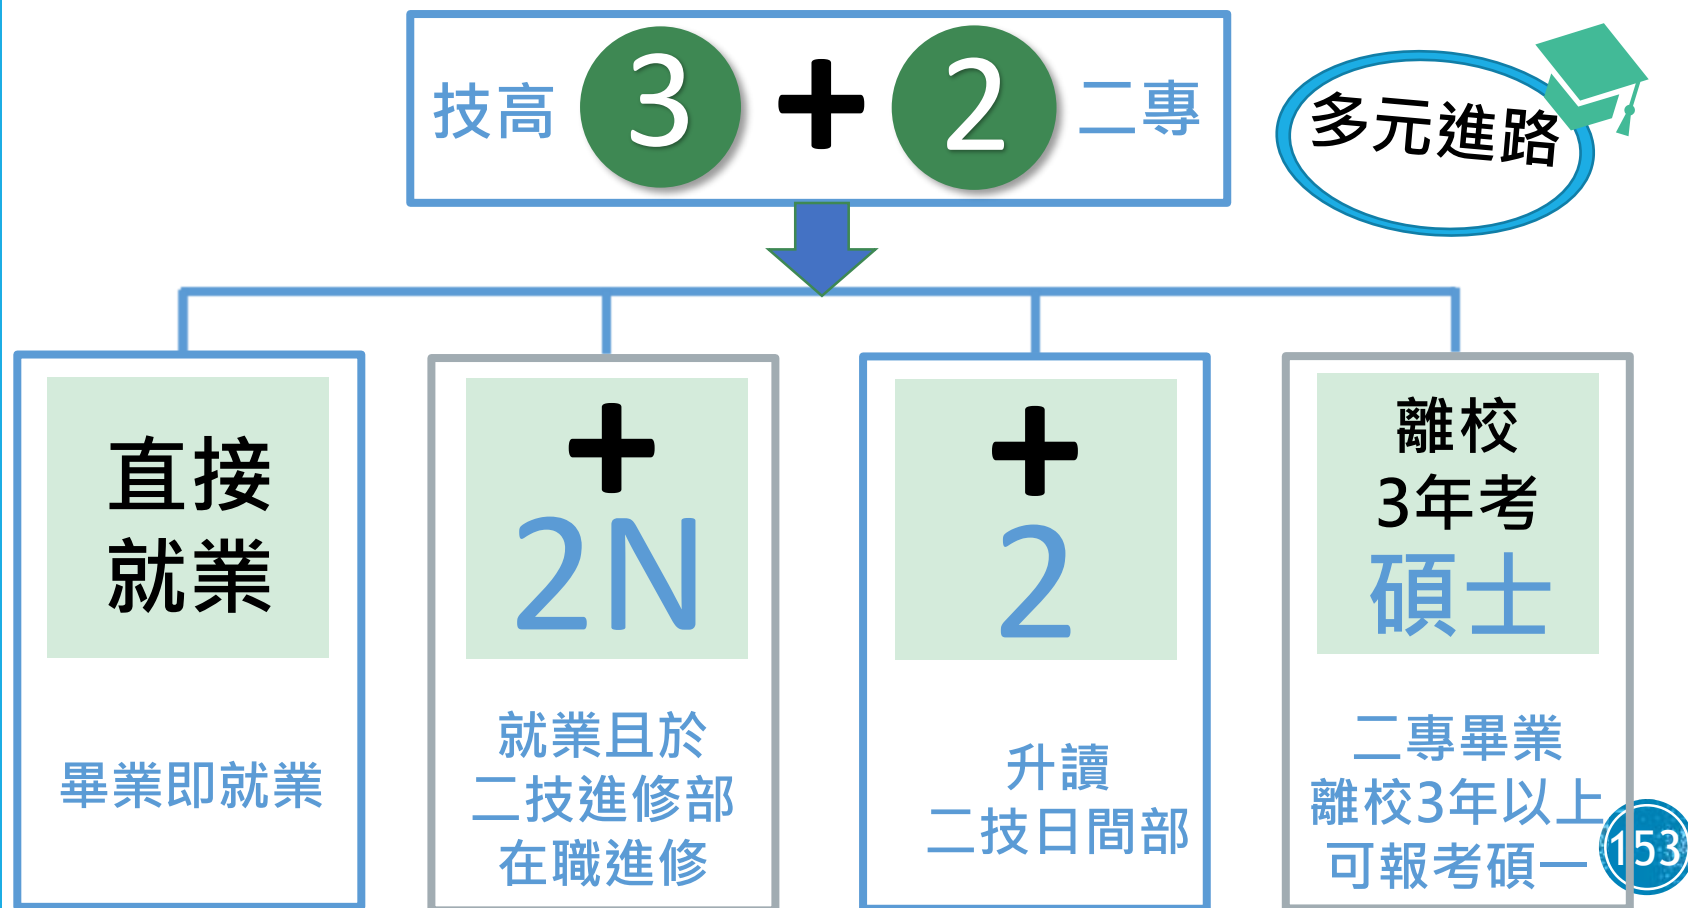 技高 3 + 2 二專
多元進路
直接
就業
畢業即就業
+
2N
就業且於
二技進修部
在職進修
+
2
升讀
二技日間部
離校
3年考
碩士
二專畢業
離校3年以上
可報考碩一
153